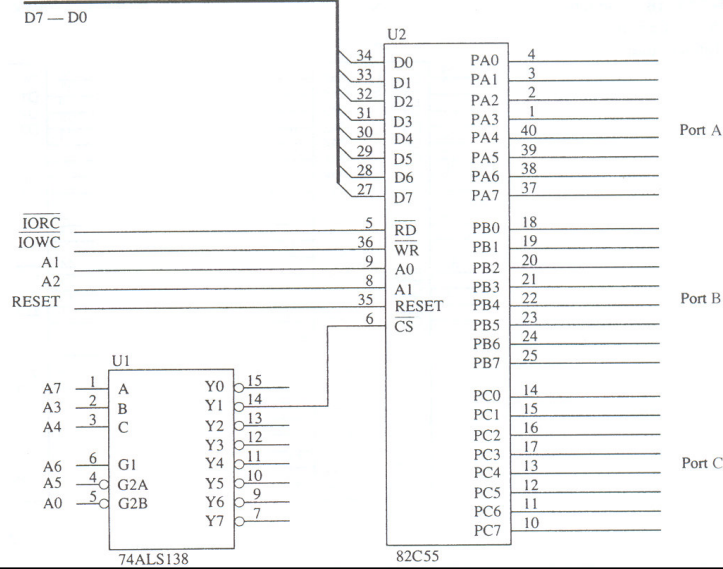 D7 — D0
U2
34 D0 PA0 4
33 D1 PA1 3
32 D2 PA2 2
31 D3 PA3 1
30 D4 PA4 40 Port A
29 D5 PA5 39
28 D6 PA6 38
27 D7 PA7 37
IORC 5 RD PB0 18
IOWC 36 WR PB1 19
A1 9 A0 PB2 20
A2 8 A1 PB3 21
RESET 35 RESET PB4 22 Port B
6 CS PB5 23
PB6 24
PB7 25
U1
A7 1 A Y0 15 PC0 14
A3 2 B Y1 14 PC1 15
A4 3 C Y2 13 PC2 16
Y3 12 PC3 17
A6 6 G1 Y4 11 PC4 13 Port C
A5 4 G2A Y5 10 PC5 12
A0 5 G2B Y6 9 PC6 11
Y7 7 PC7 10
74ALS138 82C55